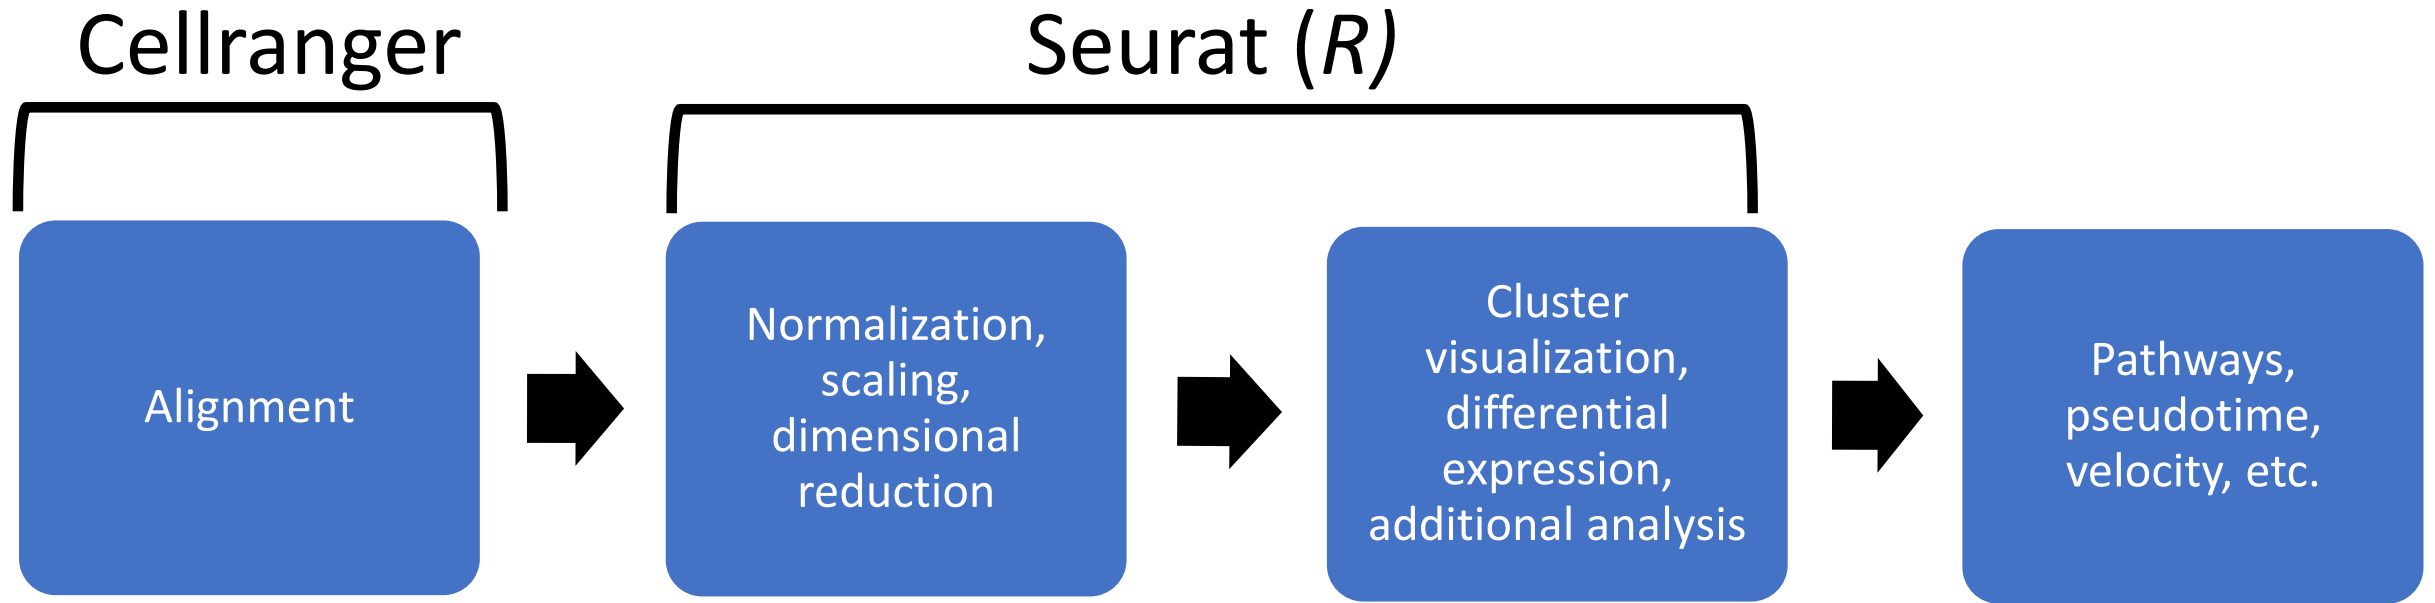 Cellranger
Seurat (R)
Alignment
Normalization,
scaling,
dimensional
reduction
Cluster
visualization,
differential
expression,
additional analysis
Pathways,
pseudotime,
velocity, etc.